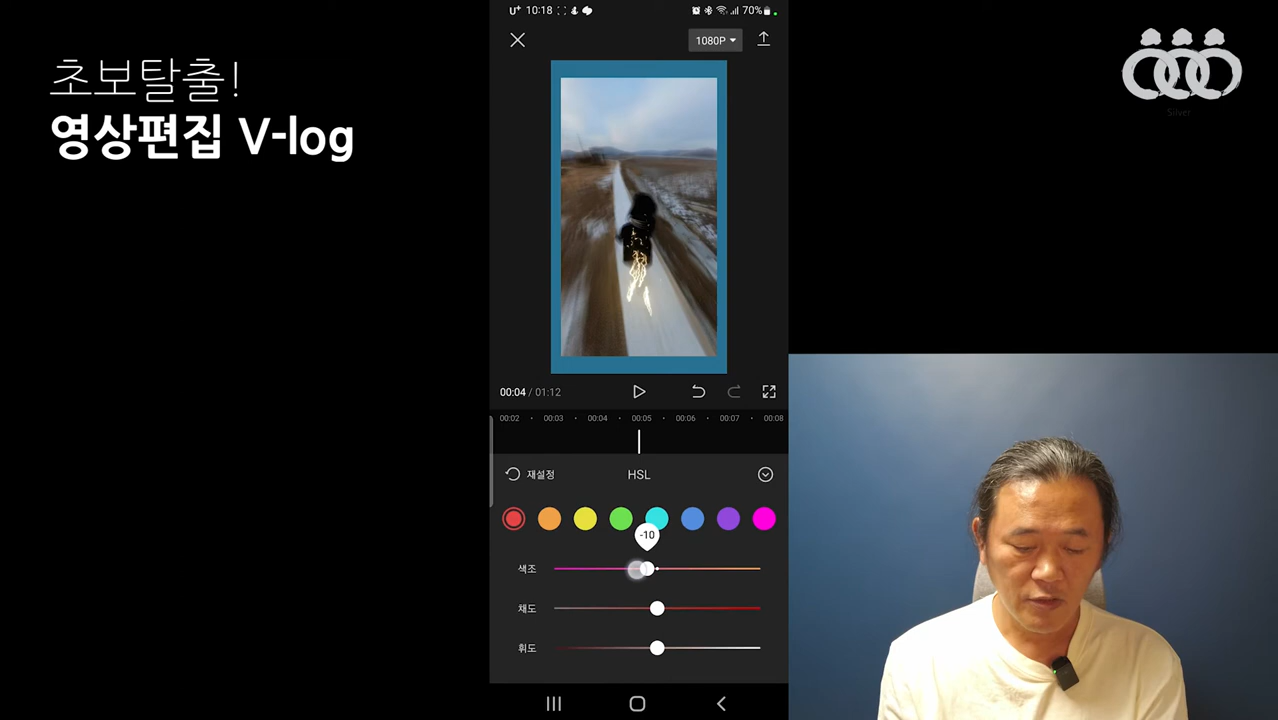 초보탈출!
영상편집 V-log
Silver
U+ 10:18
70%
1080P
00:04 / 01:12
00:02 · 00:03 · 00:04 · 00:05 · 00:06 · 00:07 · 00:08
재설정
HSL
-10
색조
채도
휘도